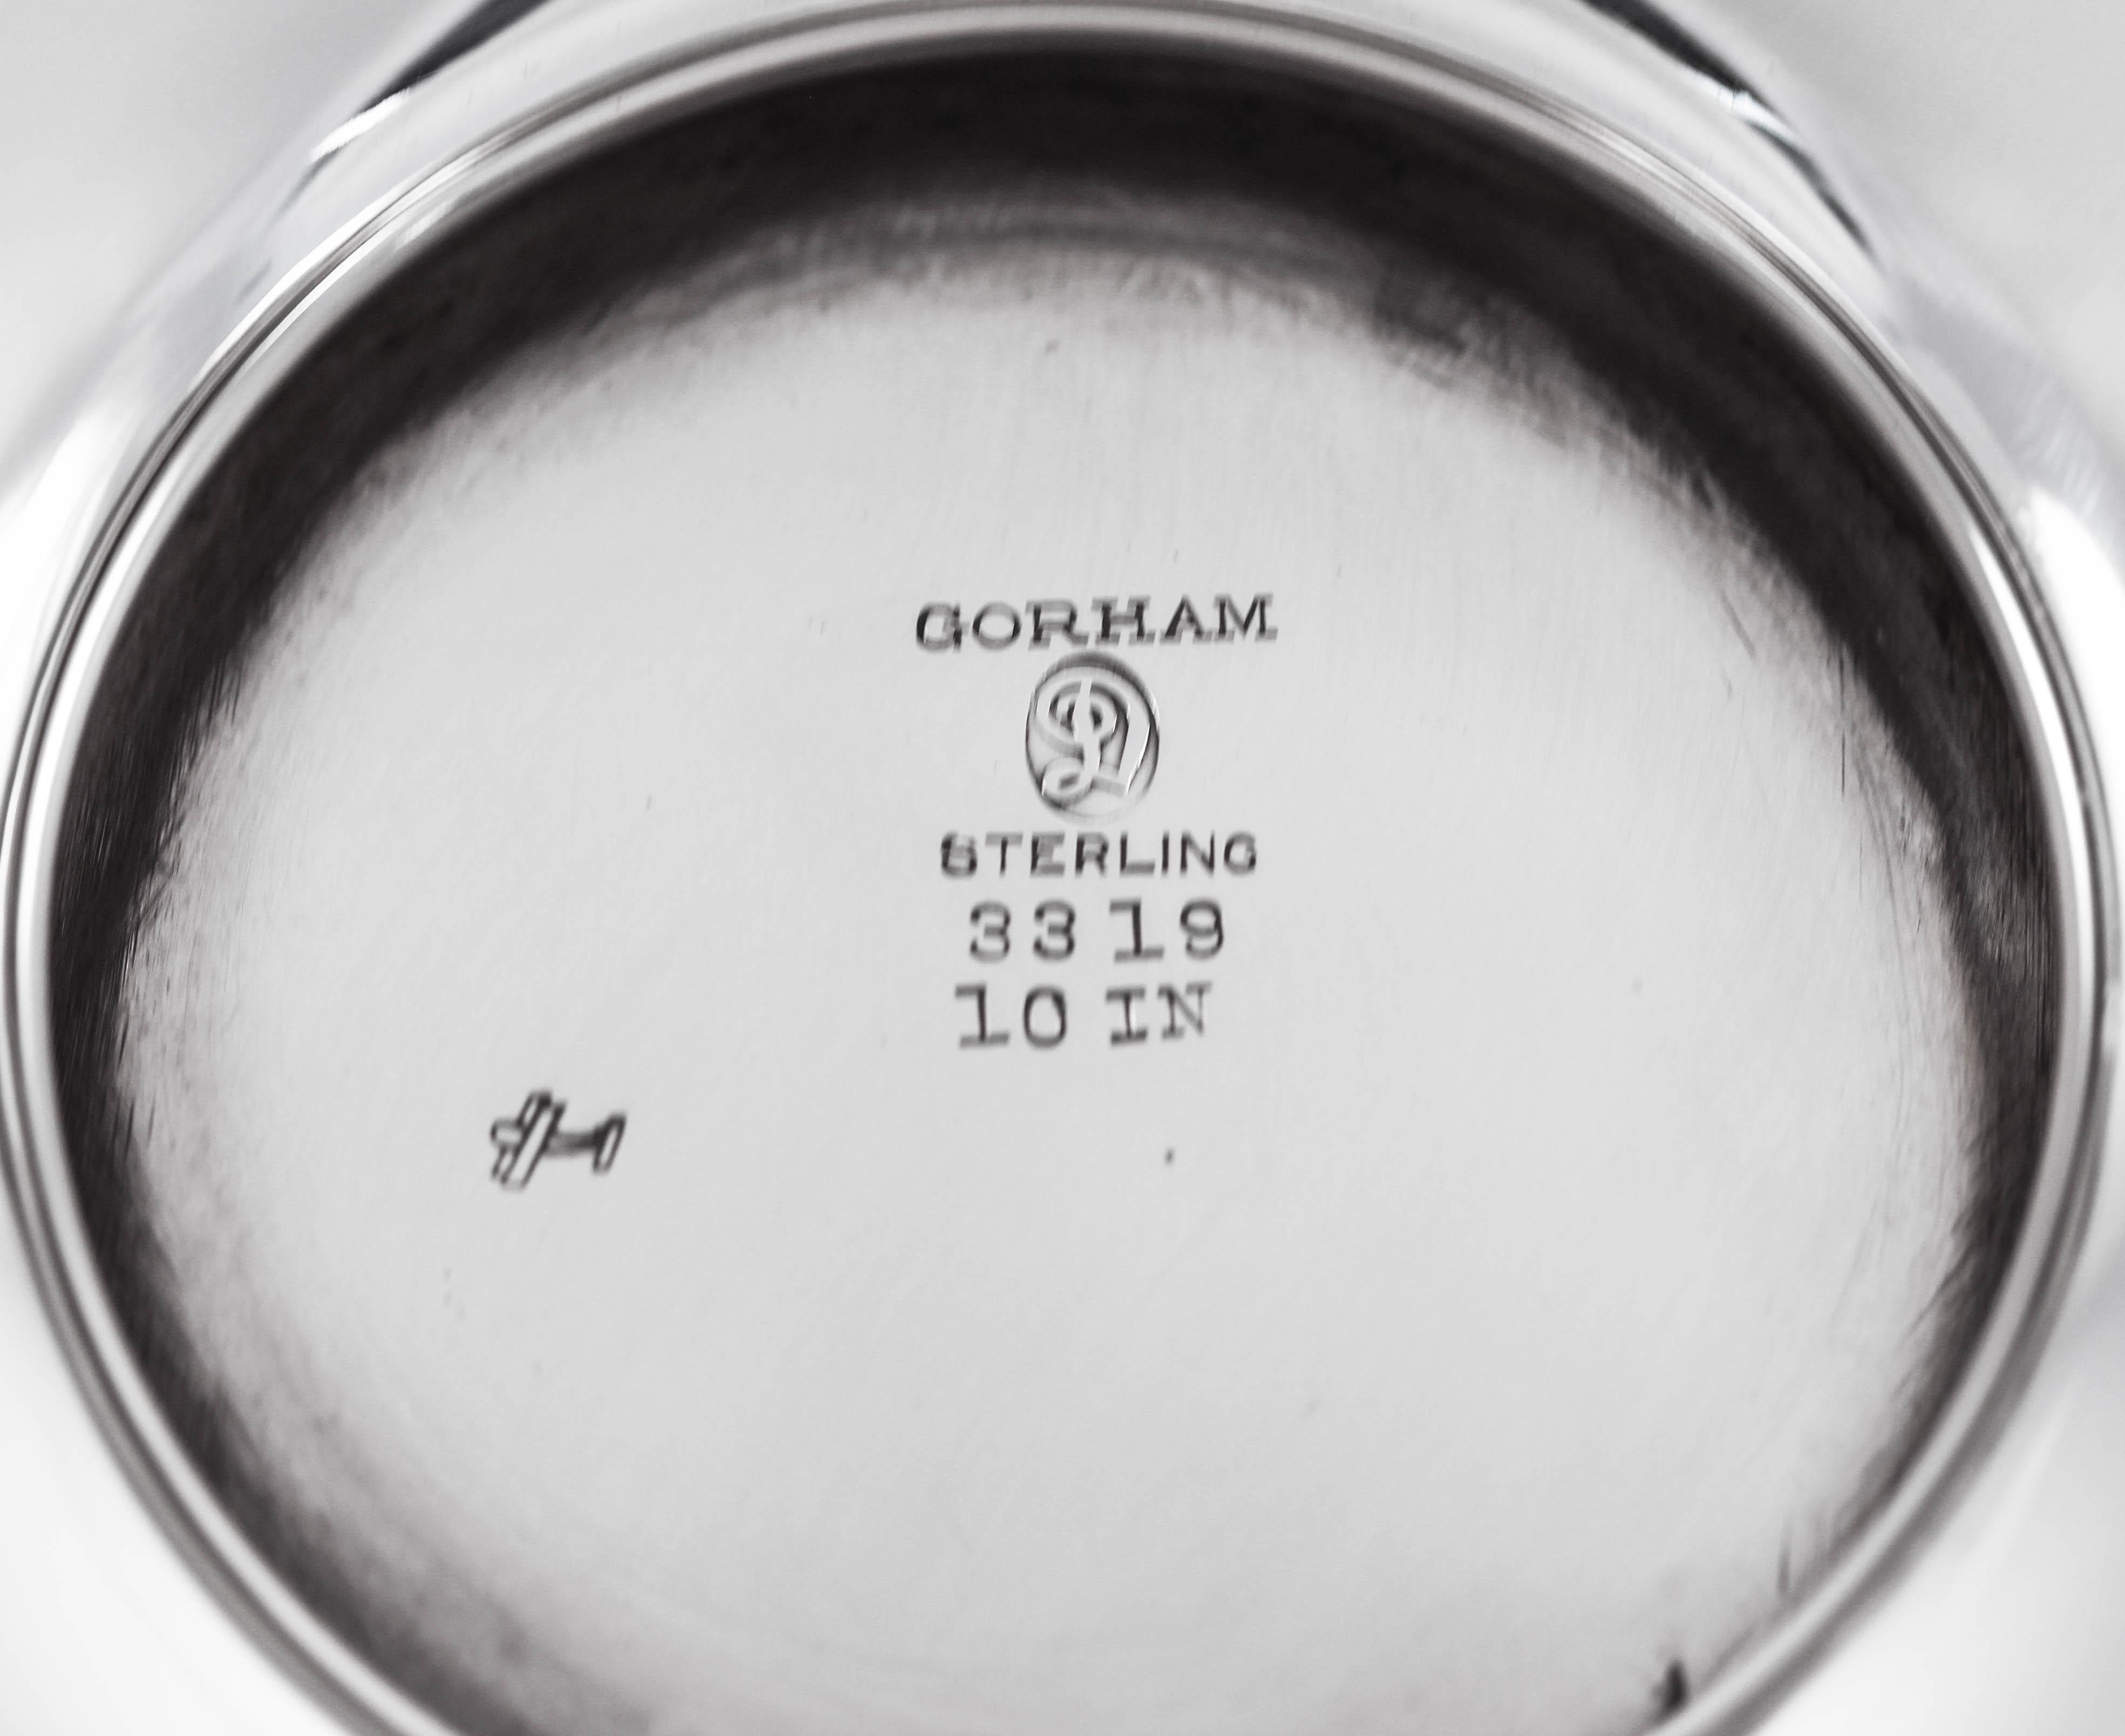 GORHAM
D
STERLING
3319
10 IN